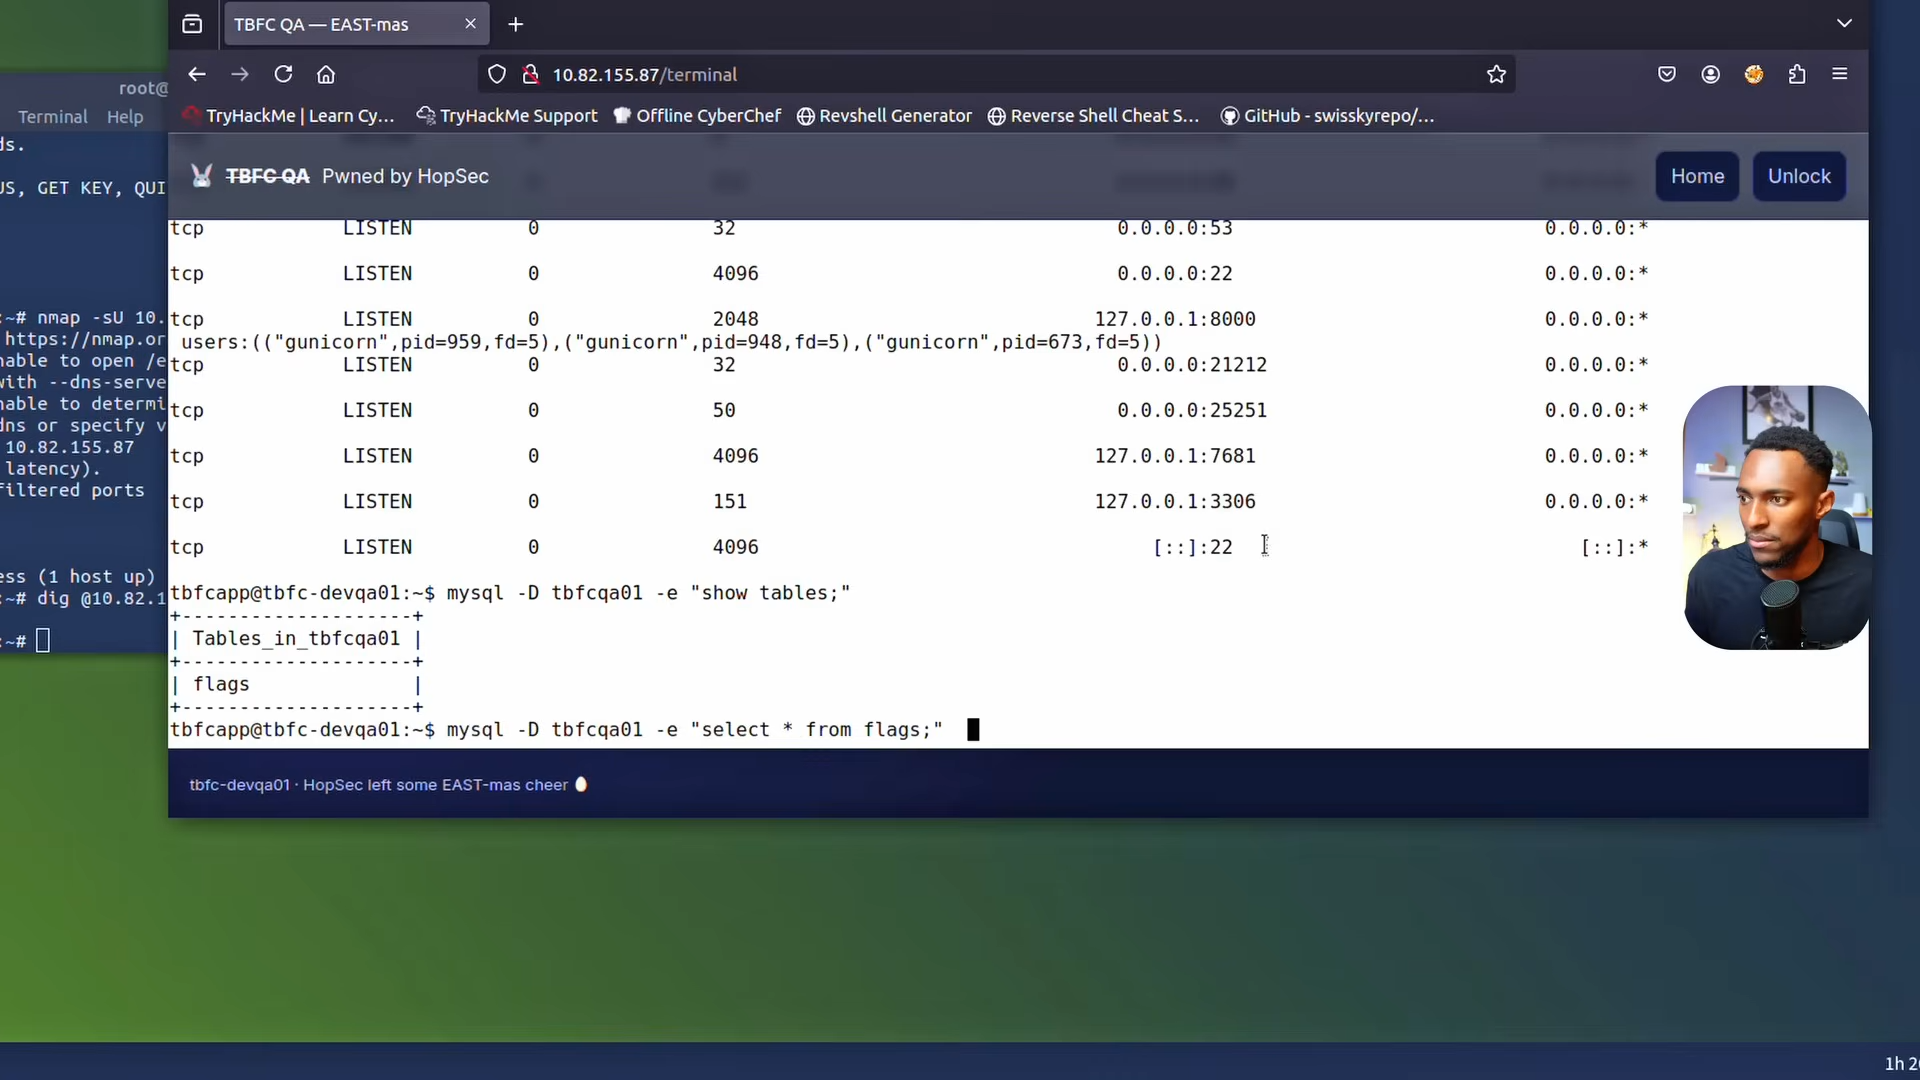 TBFC QA — EAST-mas
root@
10.82.155.87/terminal
Terminal Help
TryHackMe | Learn Cy... TryHackMe Support Offline CyberChef Revshell Generator Reverse Shell Cheat S... GitHub - swisskyrepo/...
ds.
US, GET KEY, QUI
TBFC QA Pwned by HopSec
Home
Unlock
tcp LISTEN 0 32 0.0.0.0:53 0.0.0.0:*
tcp LISTEN 0 4096 0.0.0.0:22 0.0.0.0:*
tcp LISTEN 0 2048 127.0.0.1:8000 0.0.0.0:*
users:(("gunicorn",pid=959,fd=5),("gunicorn",pid=948,fd=5),("gunicorn",pid=673,fd=5))
tcp LISTEN 0 32 0.0.0.0:21212 0.0.0.0:*
tcp LISTEN 0 50 0.0.0.0:25251 0.0.0.0:*
tcp LISTEN 0 4096 127.0.0.1:7681 0.0.0.0:*
tcp LISTEN 0 151 127.0.0.1:3306 0.0.0.0:*
tcp LISTEN 0 4096 [::]:22 [::]:*
tbfcapp@tbfc-devqa01:~$ mysql -D tbfcqa01 -e "show tables;"
+--------------------+
| Tables_in_tbfcqa01 |
+--------------------+
| flags |
+--------------------+
tbfcapp@tbfc-devqa01:~$ mysql -D tbfcqa01 -e "select * from flags;"
:~# nmap -sU 10.
https://nmap.or
nable to open /e
with --dns-serve
nable to determi
dns or specify v
10.82.155.87
latency).
filtered ports
ess (1 host up)
:~# dig @10.82.1
:~#
tbfc-devqa01 · HopSec left some EAST-mas cheer
1h 2